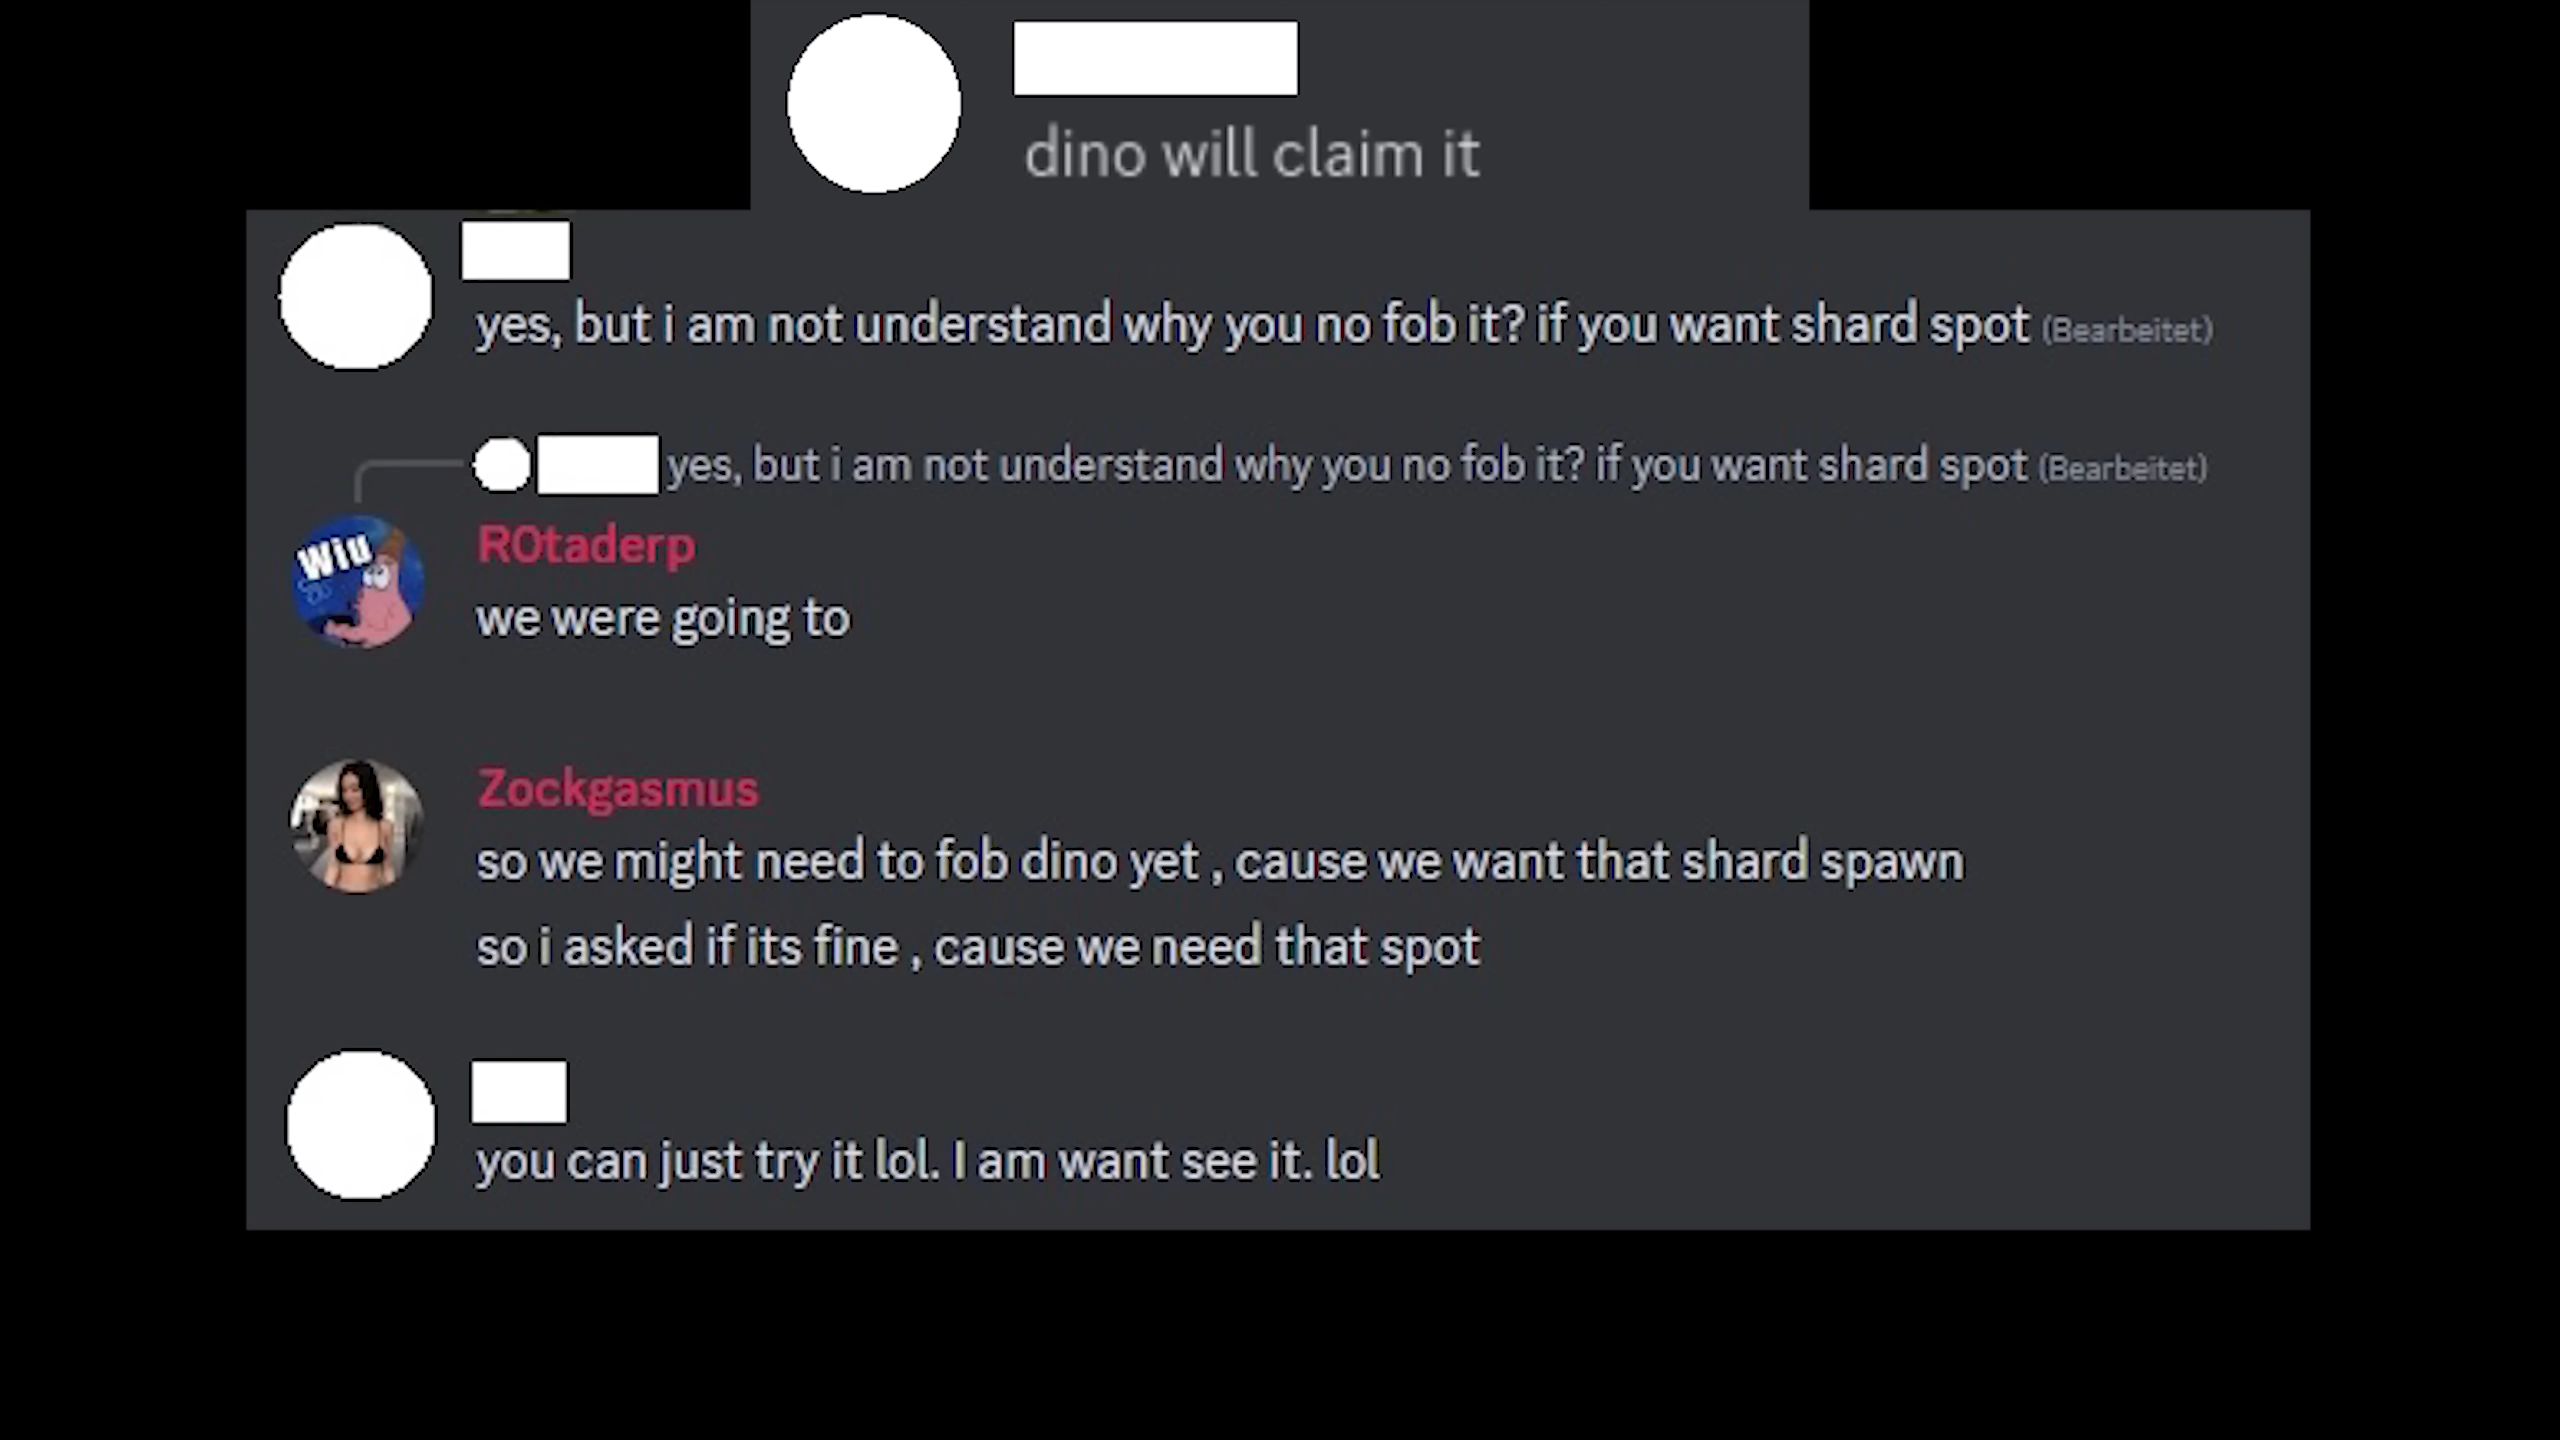 dino will claim it
yes, but i am not understand why you no fob it? if you want shard spot (Bearbeitet)
yes, but i am not understand why you no fob it? if you want shard spot (Bearbeitet)
Wiu
R0taderp
we were going to
Zockgasmus
so we might need to fob dino yet , cause we want that shard spawn
so i asked if its fine , cause we need that spot
you can just try it lol. I am want see it. lol